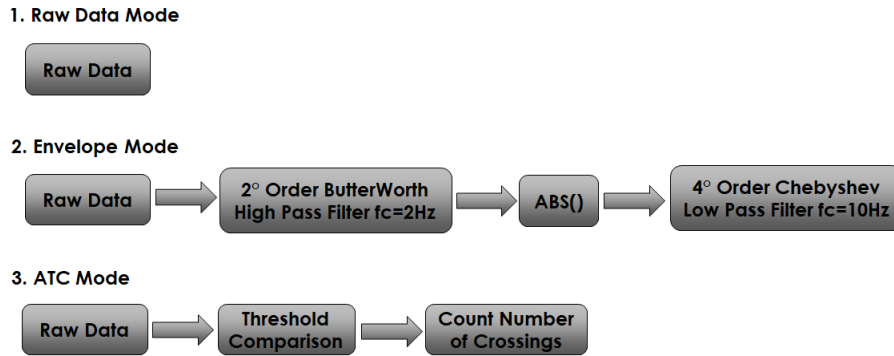 1. Raw Data Mode
Raw Data
2. Envelope Mode
Raw Data
2° Order ButterWorth
High Pass Filter fc=2Hz
ABS()
4° Order Chebyshev
Low Pass Filter fc=10Hz
3. ATC Mode
Raw Data
Threshold
Comparison
Count Number
of Crossings